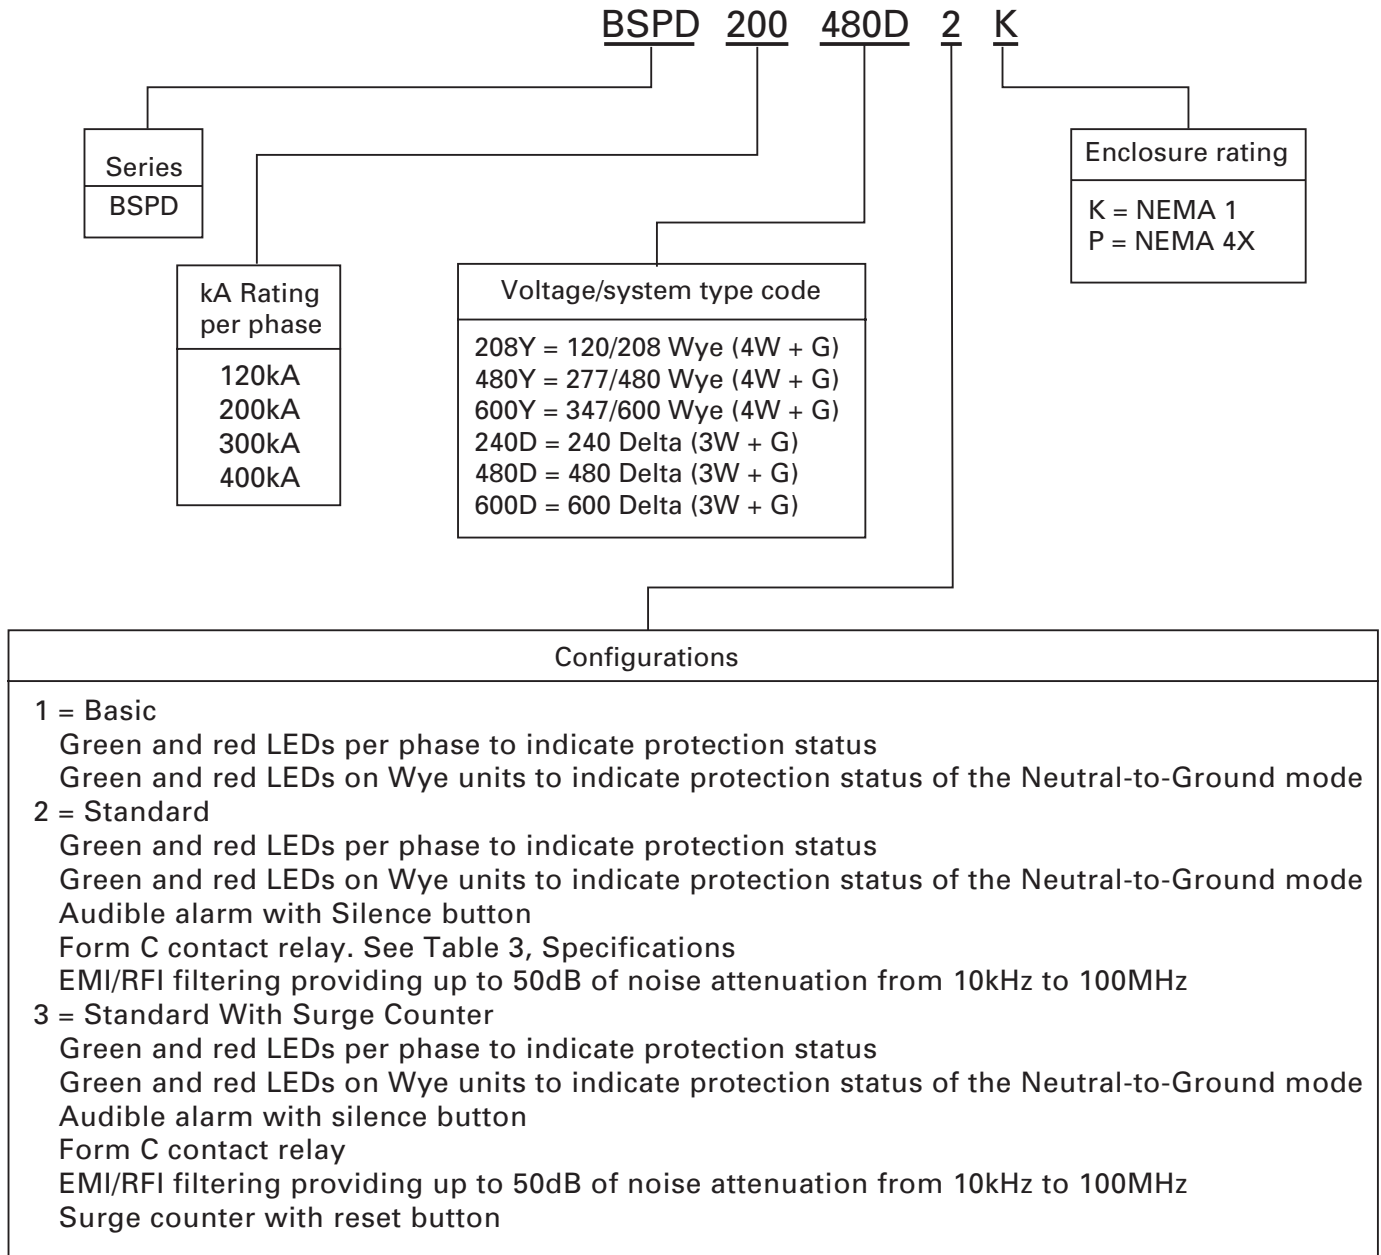 BSPD 200 480D 2 K
Series
BSPD
Enclosure rating
K = NEMA 1
P = NEMA 4X
kA Rating
per phase
120kA
200kA
300kA
400kA
Voltage/system type code
208Y = 120/208 Wye (4W + G)
480Y = 277/480 Wye (4W + G)
600Y = 347/600 Wye (4W + G)
240D = 240 Delta (3W + G)
480D = 480 Delta (3W + G)
600D = 600 Delta (3W + G)
Configurations
1 = Basic
Green and red LEDs per phase to indicate protection status
Green and red LEDs on Wye units to indicate protection status of the Neutral-to-Ground mode
2 = Standard
Green and red LEDs per phase to indicate protection status
Green and red LEDs on Wye units to indicate protection status of the Neutral-to-Ground mode
Audible alarm with Silence button
Form C contact relay. See Table 3, Specifications
EMI/RFI filtering providing up to 50dB of noise attenuation from 10kHz to 100MHz
3 = Standard With Surge Counter
Green and red LEDs per phase to indicate protection status
Green and red LEDs on Wye units to indicate protection status of the Neutral-to-Ground mode
Audible alarm with silence button
Form C contact relay
EMI/RFI filtering providing up to 50dB of noise attenuation from 10kHz to 100MHz
Surge counter with reset button